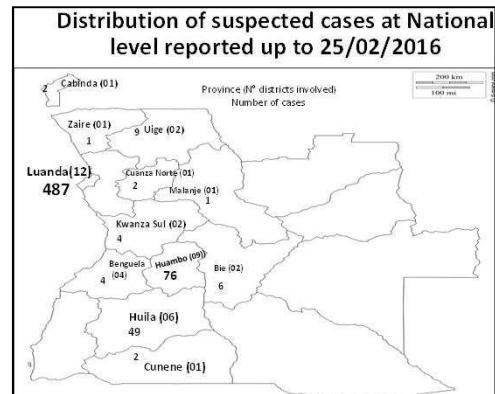 Distribution of suspected cases at National
level reported up to 25/02/2016
200 km
100 mi
Province (N° districts involved)
Number of cases
Cabinda (01)
2
Zaire (01)
1
9 Uige (02)
Luanda(12)
487
Cuanza Norte (01)
2
Malanje (01)
1
Kwanza Sul (02)
4
Benguela
(04)
4
Huambo (09))
76
Bie (02)
6
Huila (06)
49
2
Cunene (01)